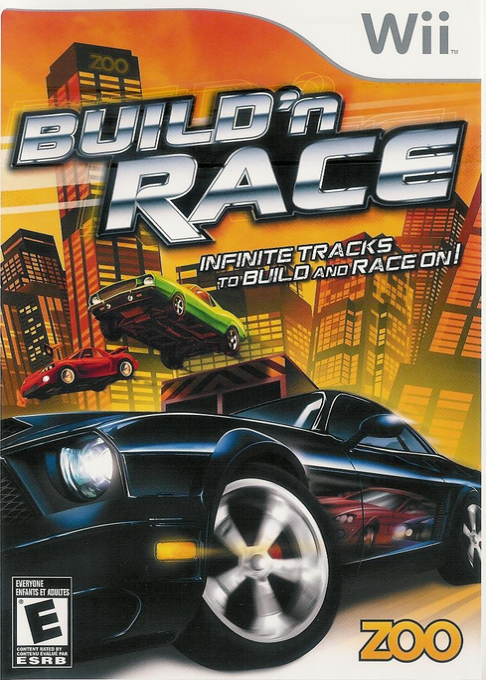 Wii™
ZOO
BUILD'n
RACE
INFINITE TRACKS
TO BUILD AND RACE ON!
EVERYONE
ENFANTS ET ADULTES
E
CONTENT RATED BY
CONTENU ÉVALUÉ PAR
ESRB
ZOO